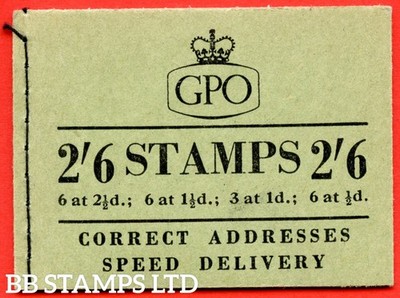 GPO
2'6 STAMPS 2'6
6 at 2½d.; 6 at 1½d.; 3 at 1d.; 6 at ½d.
CORRECT ADDRESSES
SPEED DELIVERY
BB STAMPS LTD